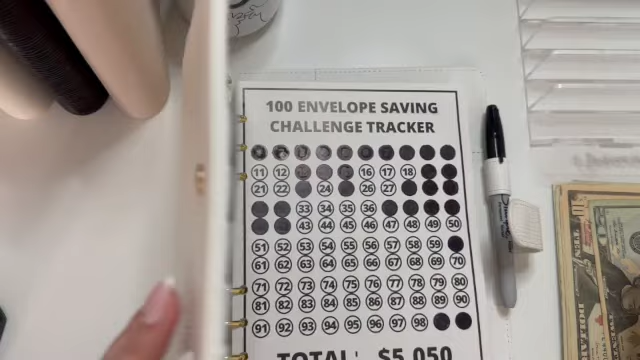 100 ENVELOPE SAVING
CHALLENGE TRACKER
11 12 16 17 18
21 22 24 26 27
33 34 35 36
43 44 45 46 47 48 49 50
51 52 53 54 55 56 57 58 59
61 62 63 64 65 66 67 68 69 70
71 72 73 74 75 76 77 78 79 80
81 82 83 84 85 86 87 88 89 90
91 92 93 94 95 96 97 98
TOTAL: $5,050